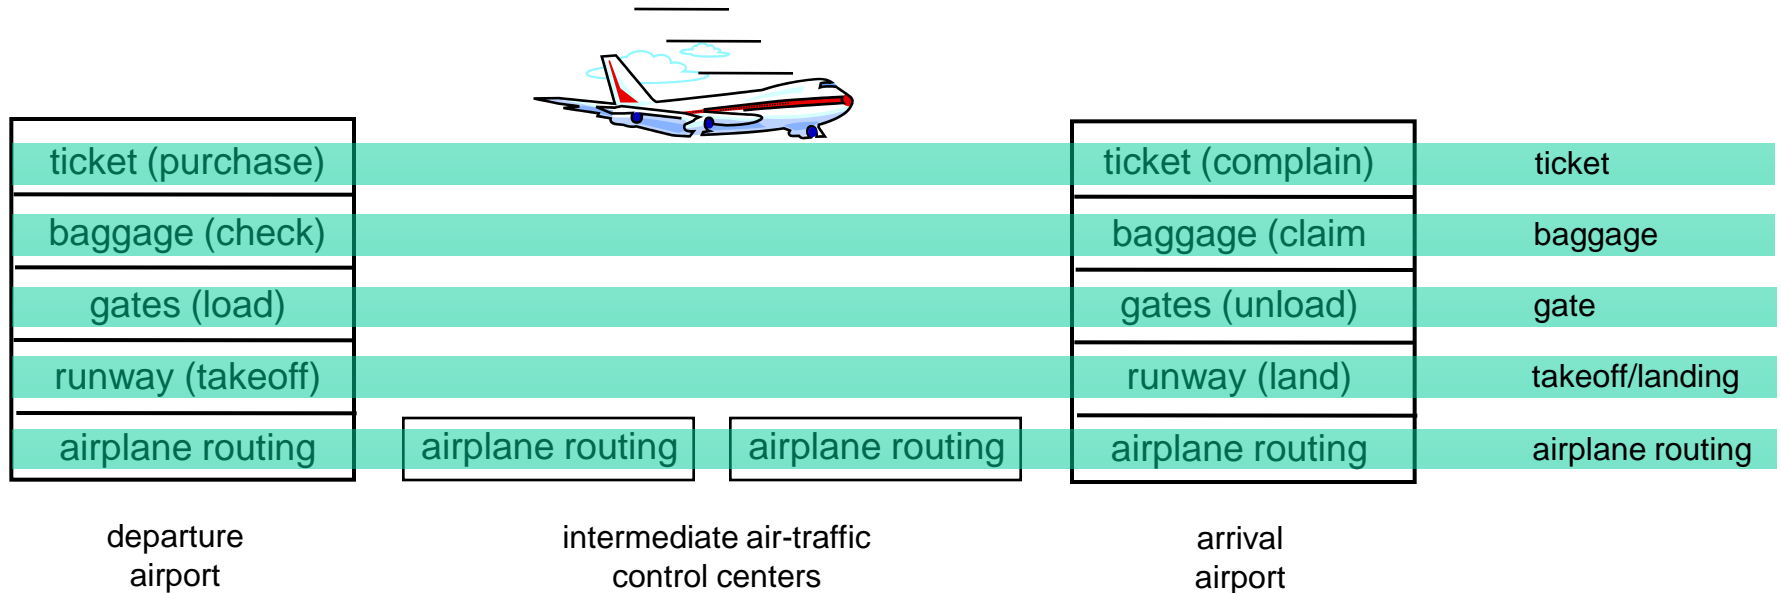 ticket (purchase) ticket (complain) ticket
baggage (check) baggage (claim baggage
gates (load) gates (unload) gate
runway (takeoff) runway (land) takeoff/landing
airplane routing airplane routing airplane routing airplane routing airplane routing
departure
airport
intermediate air-traffic
control centers
arrival
airport